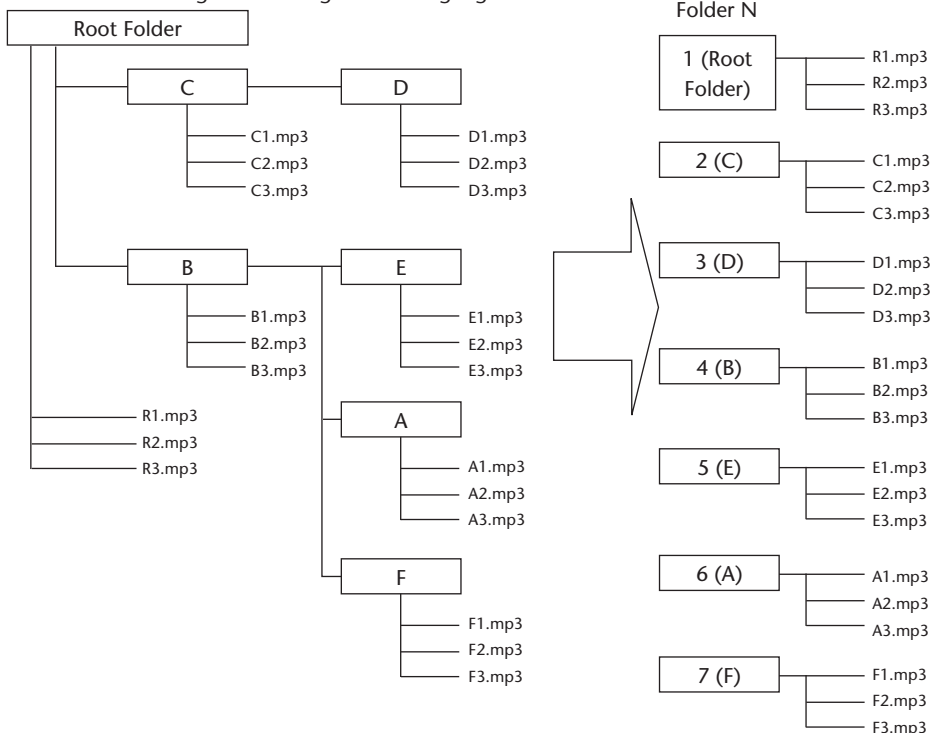 Folder N
Root Folder
C
C1.mp3
C2.mp3
C3.mp3
D
D1.mp3
D2.mp3
D3.mp3
B
B1.mp3
B2.mp3
B3.mp3
E
E1.mp3
E2.mp3
E3.mp3
A
A1.mp3
A2.mp3
A3.mp3
F
F1.mp3
F2.mp3
F3.mp3
R1.mp3
R2.mp3
R3.mp3
1 (Root
Folder)
R1.mp3
R2.mp3
R3.mp3
2 (C)
C1.mp3
C2.mp3
C3.mp3
3 (D)
D1.mp3
D2.mp3
D3.mp3
4 (B)
B1.mp3
B2.mp3
B3.mp3
5 (E)
E1.mp3
E2.mp3
E3.mp3
6 (A)
A1.mp3
A2.mp3
A3.mp3
7 (F)
F1.mp3
F2.mp3
F3.mp3